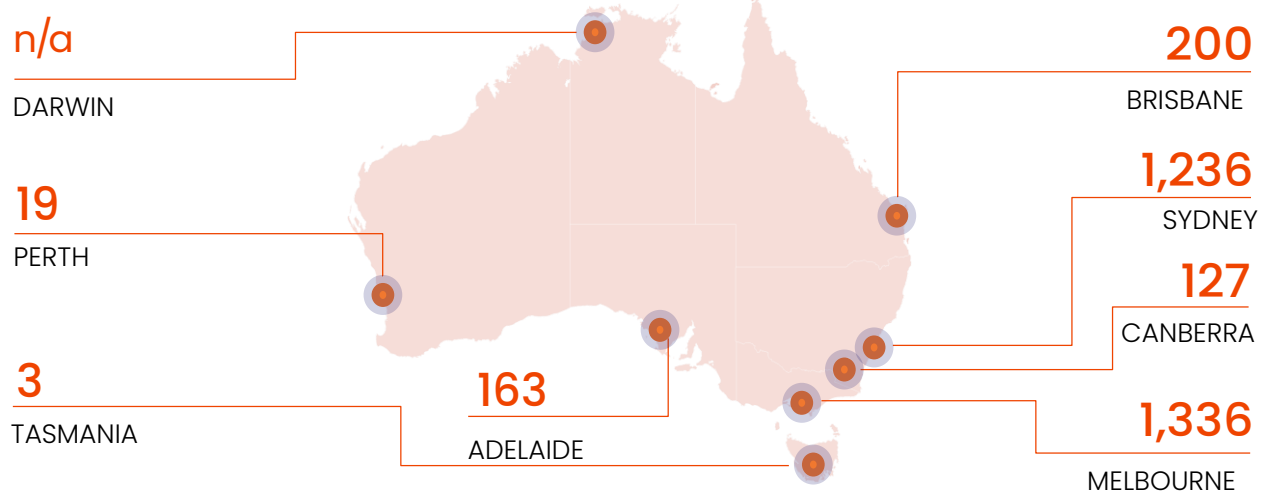 n/a
DARWIN
19
PERTH
3
TASMANIA
163
ADELAIDE
200
BRISBANE
1,236
SYDNEY
127
CANBERRA
1,336
MELBOURNE